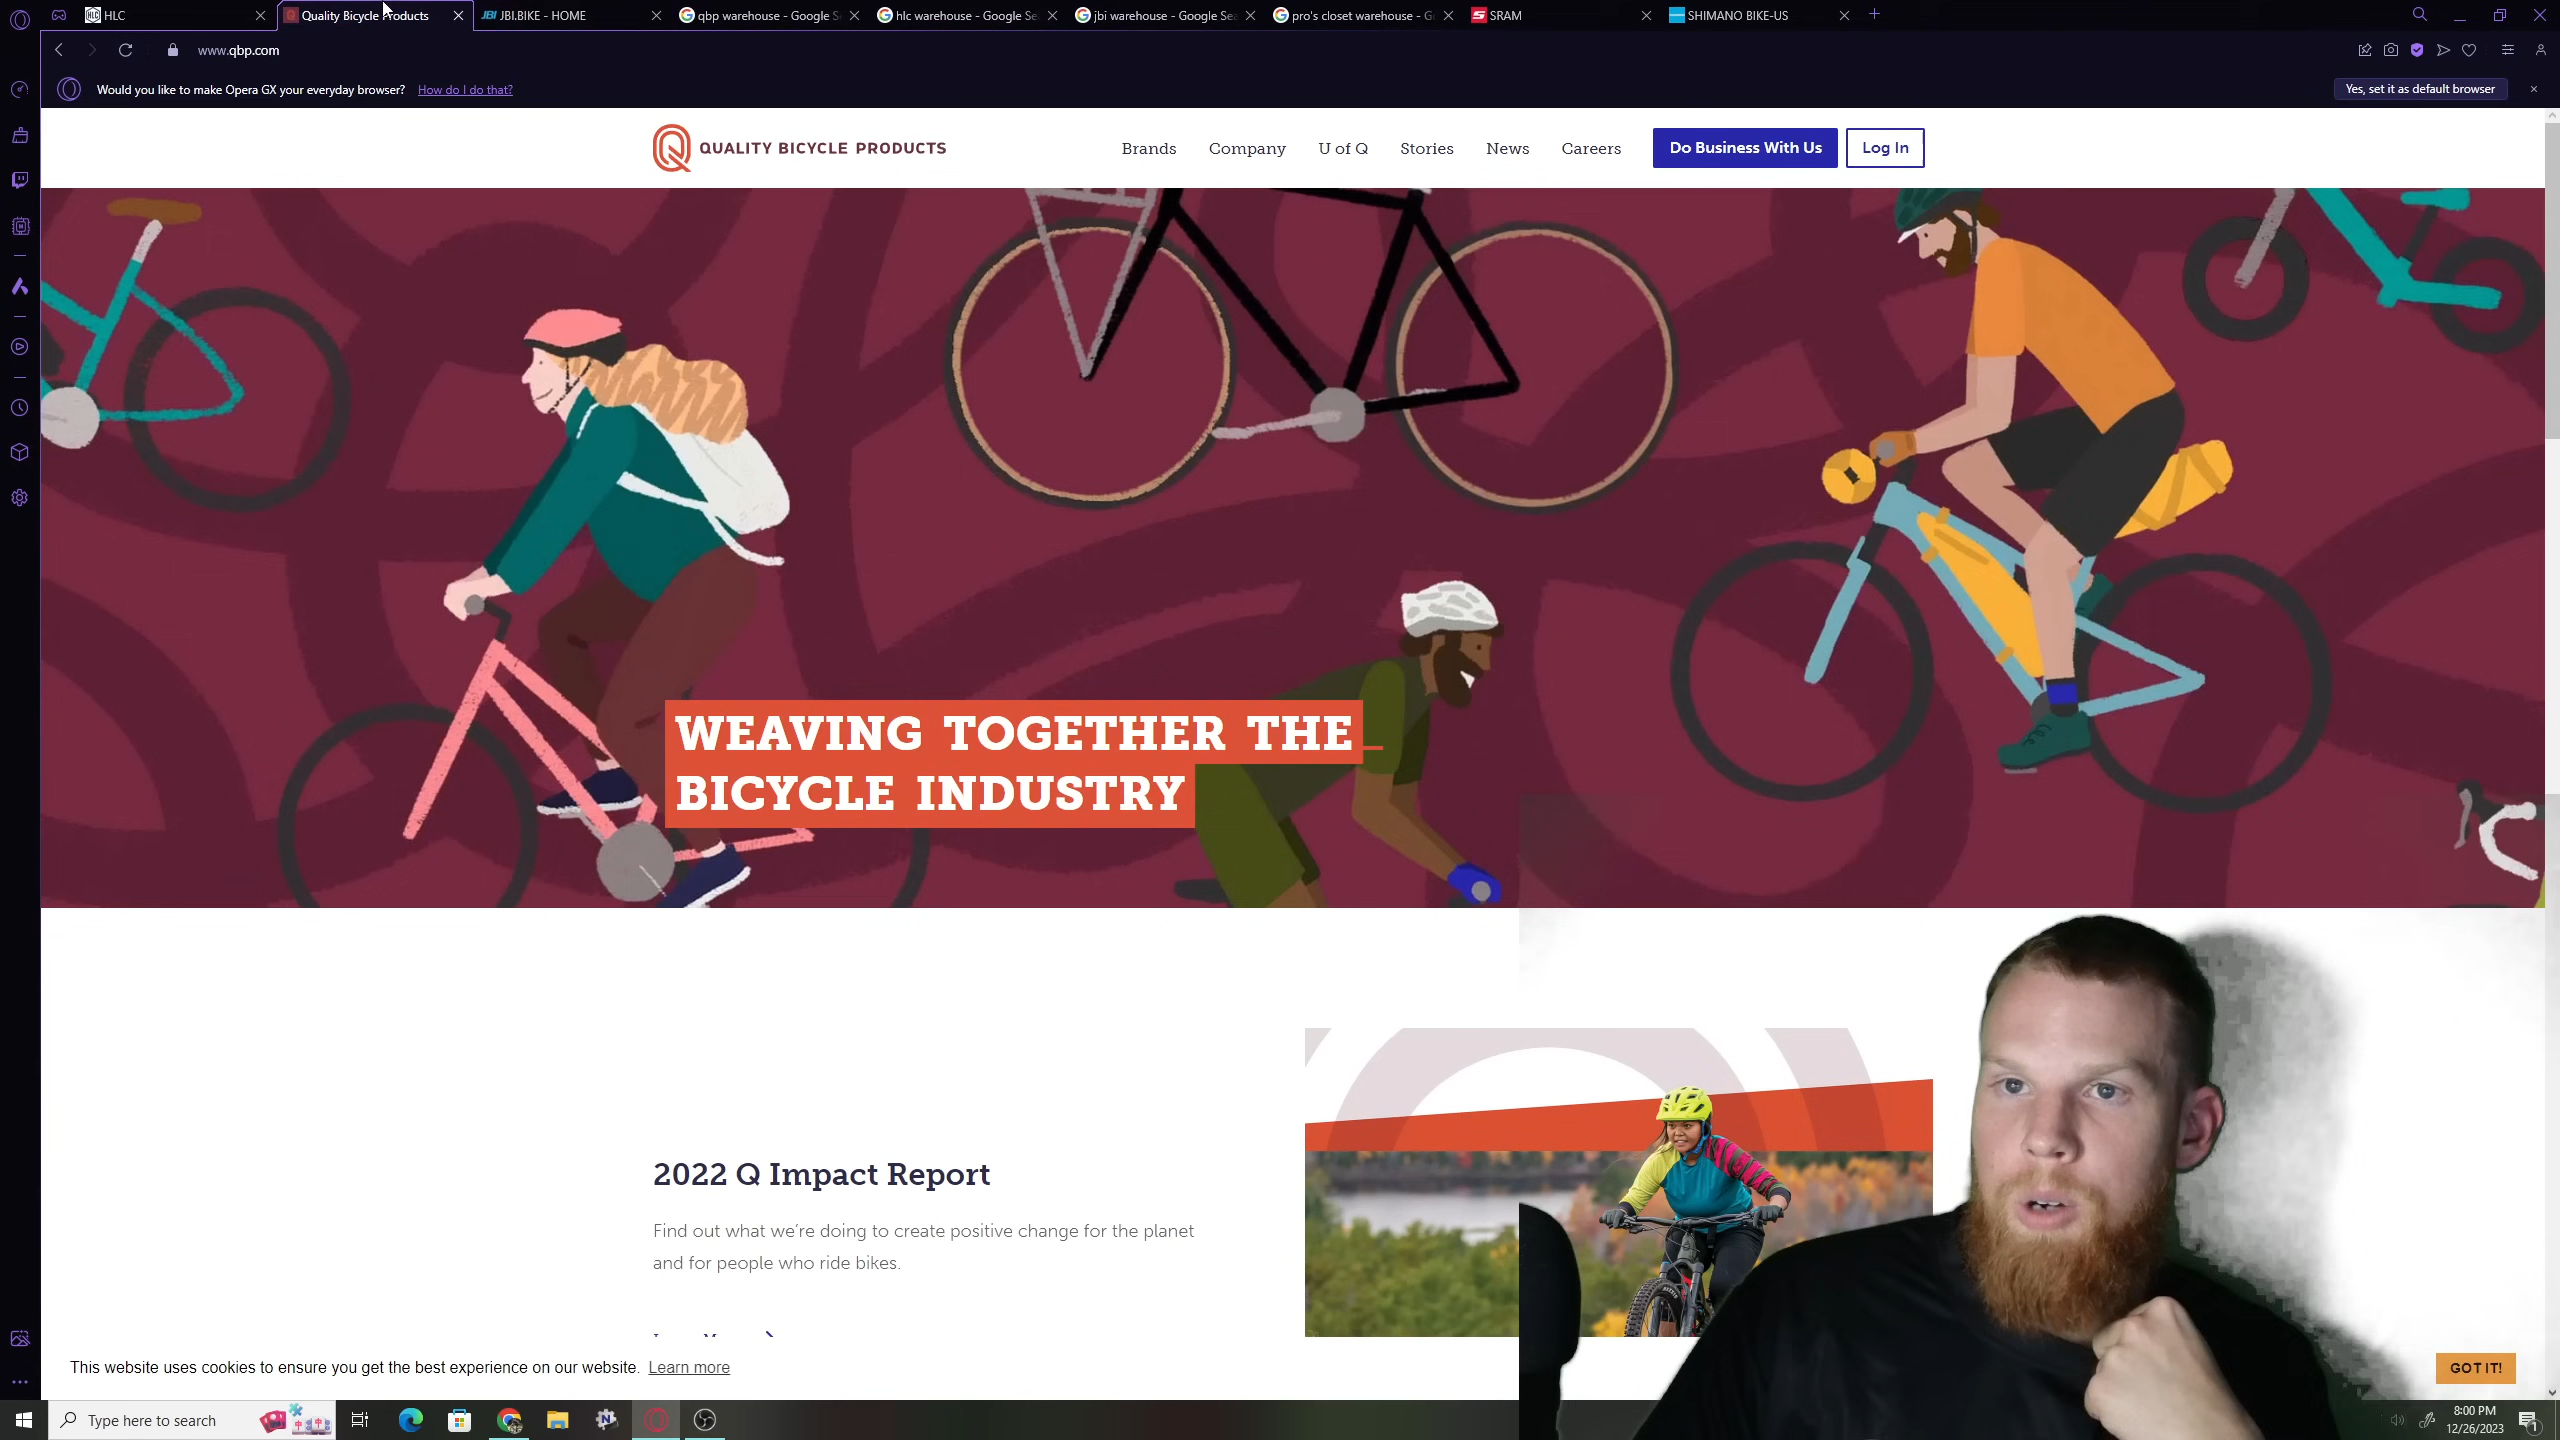 HLC
Quality Bicycle Products
JBI JBI.BIKE - HOME
qbp warehouse - Google S
hlc warehouse - Google Se
jbi warehouse - Google Sea
pro's closet warehouse - G
SRAM
SHIMANO BIKE-US
www.qbp.com
Would you like to make Opera GX your everyday browser? How do I do that?
Yes, set it as default browser
QUALITY BICYCLE PRODUCTS
Brands
Company
U of Q
Stories
News
Careers
Do Business With Us
Log In
WEAVING TOGETHER THE
BICYCLE INDUSTRY
2022 Q Impact Report
Find out what we're doing to create positive change for the planet
and for people who ride bikes.
This website uses cookies to ensure you get the best experience on our website. Learn more
GOT IT!
Type here to search
8:00 PM
12/26/2023